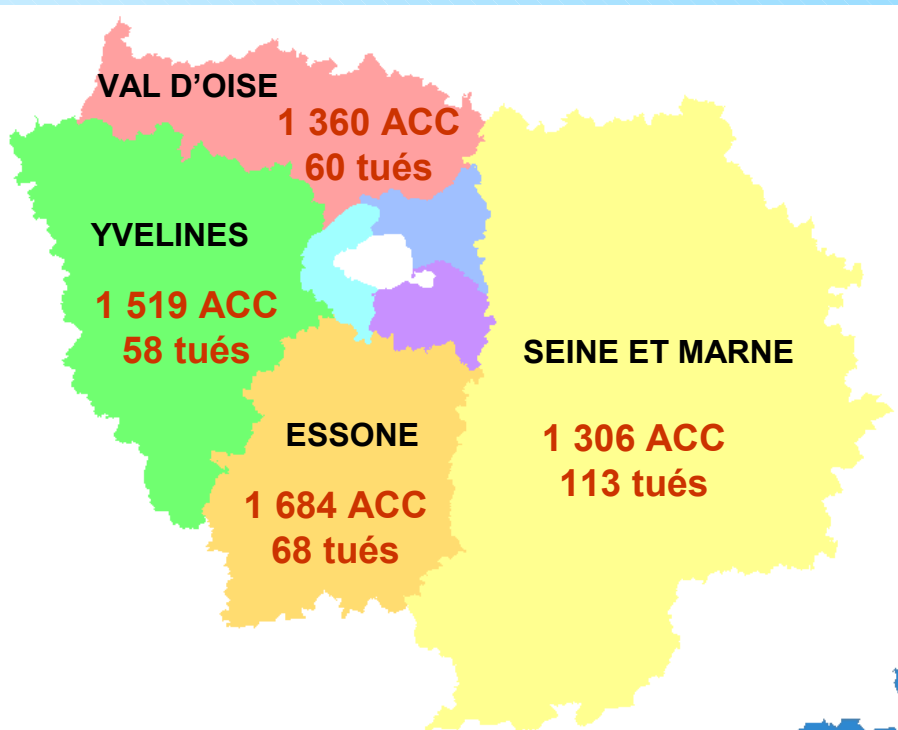 VAL D'OISE
1 360 ACC
60 tués
YVELINES
1 519 ACC
58 tués
SEINE ET MARNE
1 306 ACC
113 tués
ESSONE
1 684 ACC
68 tués